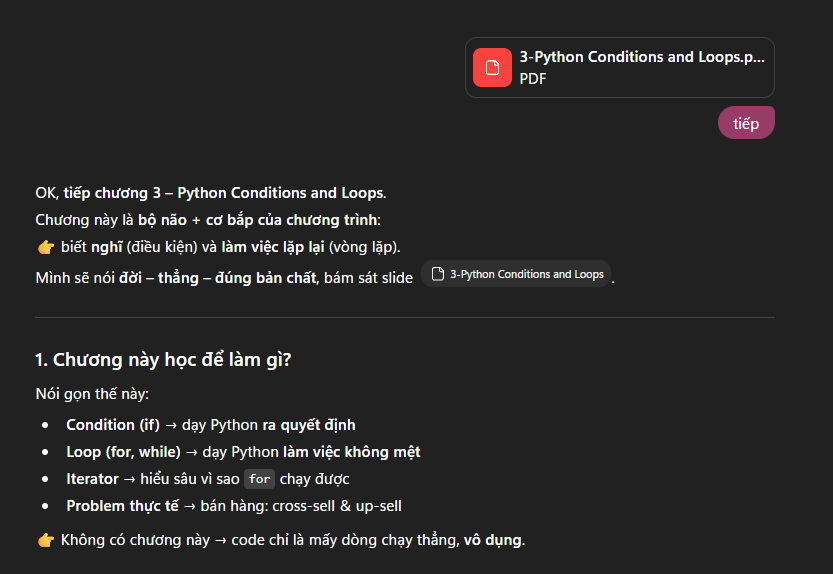 3-Python Conditions and Loops.p...
PDF
tiếp
OK, tiếp chương 3 – Python Conditions and Loops.
Chương này là bộ não + cơ bắp của chương trình:
👉 biết nghĩ (điều kiện) và làm việc lặp lại (vòng lặp).
Mình sẽ nói đời – thẳng – đúng bản chất, bám sát slide 3-Python Conditions and Loops.
1. Chương này học để làm gì?
Nói gọn thế này:
• Condition (if) → dạy Python ra quyết định
• Loop (for, while) → dạy Python làm việc không mệt
• Iterator → hiểu sâu vì sao for chạy được
• Problem thực tế → bán hàng: cross-sell & up-sell
👉 Không có chương này → code chỉ là mấy dòng chạy thẳng, vô dụng.